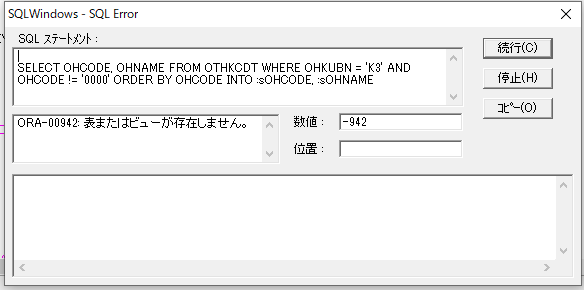 SQLWindows - SQL Error
SQL ステートメント :
SELECT OHCODE, OHNAME FROM OTHKCDT WHERE OHKUBN = 'K3' AND
OHCODE != '0000' ORDER BY OHCODE INTO :sOHCODE, :sOHNAME
続行(C)
停止(H)
コピー(O)
ORA-00942: 表またはビューが存在しません。
数値 : -942
位置 :